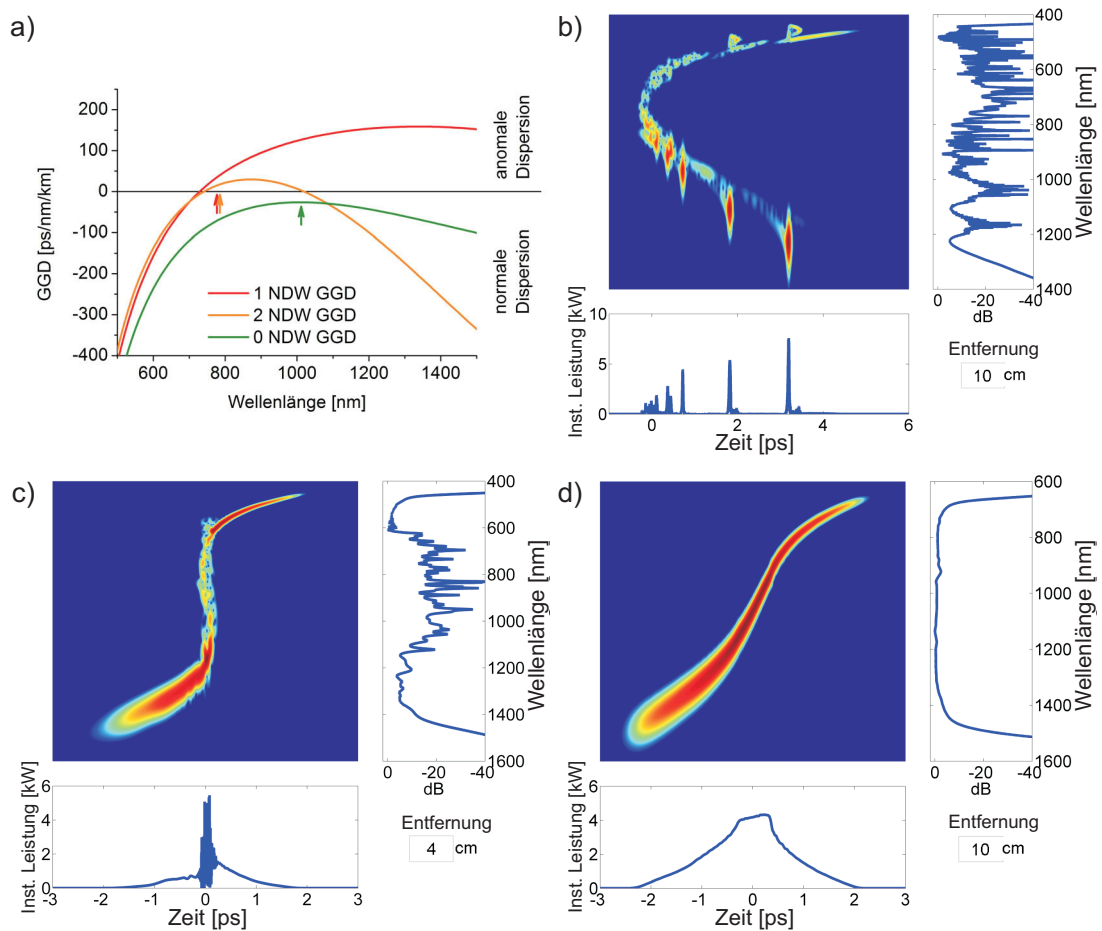 a)
GGD [ps/nm/km]
200
100
0
-100
-200
-300
-400
600
800
1000
1200
1400
Wellenlänge [nm]
anomale
Dispersion
normale
Dispersion
1 NDW GGD
2 NDW GGD
0 NDW GGD
b)
400
600
800
1000
1200
1400
Wellenlänge [nm]
0
-20
-40
dB
Entfernung
10 cm
Inst. Leistung [kW]
10
5
0
0
2
4
6
Zeit [ps]
c)
400
600
800
1000
1200
1400
1600
Wellenlänge [nm]
0
-20
-40
dB
Entfernung
4 cm
Inst. Leistung [kW]
6
4
2
0
-3
-2
-1
0
1
2
3
Zeit [ps]
d)
600
800
1000
1200
1400
1600
Wellenlänge [nm]
0
-20
-40
dB
Entfernung
10 cm
Inst. Leistung [kW]
6
4
2
0
-3
-2
-1
0
1
2
3
Zeit [ps]